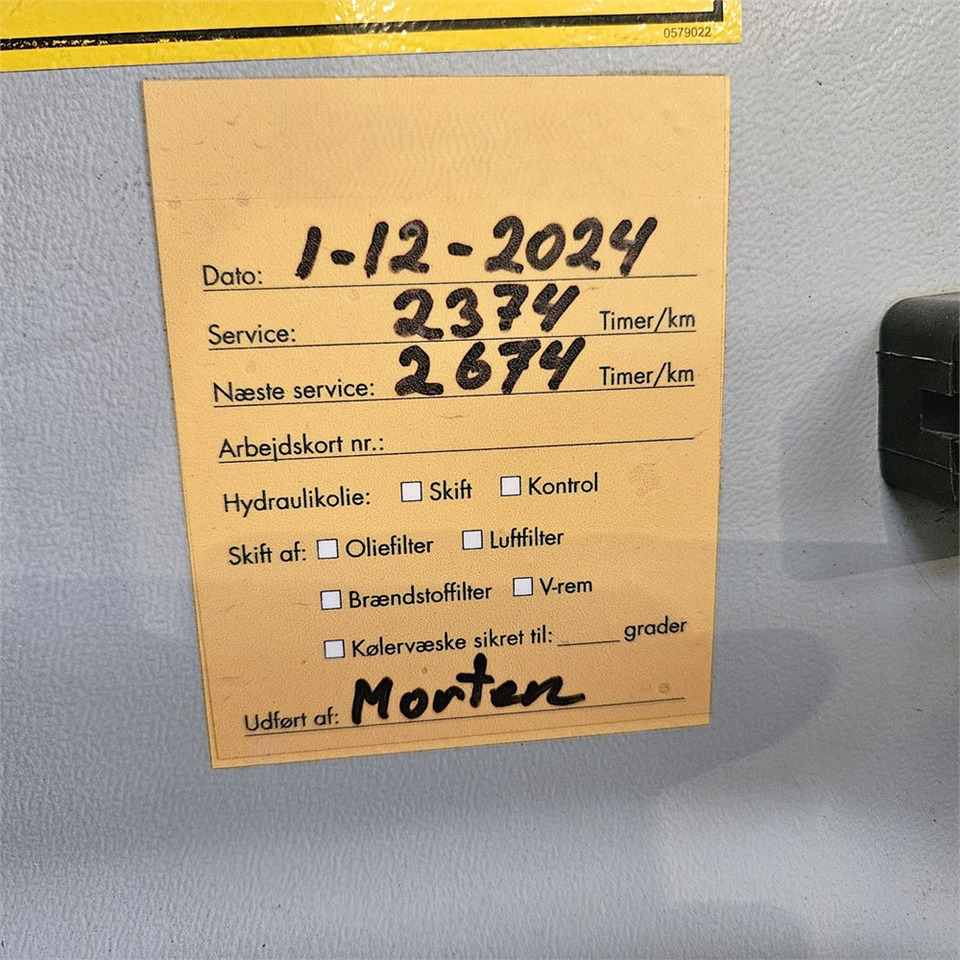 0579022
Dato: 1-12-2024
Service: 2374 Timer/km
Næste service: 2674 Timer/km
Arbejdskort nr.:
Hydraulikolie: Skift Kontrol
Skift af: Oliefilter Luftfilter
Brændstoffilter V-rem
Kølervæske sikret til: ______ grader
Udført af: Morten